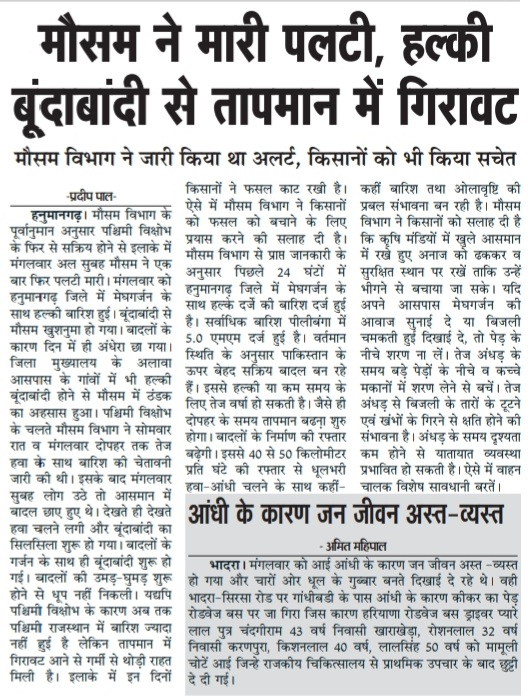 मौसम ने मारी पलटी, हल्की
बूंदाबांदी से तापमान में गिरावट
मौसम विभाग ने जारी किया था अलर्ट, किसानों को भी किया सचेत
-प्रदीप पाल-
हनुमानगढ़। मौसम विभाग के
पूर्वानुमान अनुसार पश्चिमी विक्षोभ
के फिर से सक्रिय होने से इलाके में
मंगलवार अल सुबह मौसम ने एक
बार फिर पलटी मारी। मंगलवार को
हनुमानगढ़ जिले में मेघगर्जन के
साथ हल्की बारिश हुई। बूंदाबांदी से
मौसम खुशनुमा हो गया। बादलों के
कारण दिन में ही अंधेरा छा गया।
जिला मुख्यालय के अलावा
आसपास के गांवों में भी हल्की
बूंदाबांदी होने से मौसम में ठंडक
का अहसास हुआ। पश्चिमी विक्षोभ
के चलते मौसम विभाग ने सोमवार
रात व मंगलवार दोपहर तक तेज
हवा के साथ बारिश की चेतावनी
जारी की थी। इसके बाद मंगलवार
सुबह लोग उठे तो आसमान में
बादल छाए हुए थे। देखते ही देखते
हवा चलने लगी और बूंदाबांदी का
सिलसिला शुरू हो गया। बादलों के
गर्जन के साथ ही बूंदाबांदी शुरू हो
गई। बादलों की उमड़-घुमड़ शुरू
होने से धूप नहीं निकली। यद्यपि
पश्चिमी विक्षोभ के कारण अब तक
पश्चिमी राजस्थान में बारिश ज्यादा
नहीं हुई है लेकिन तापमान में
गिरावट आने से गर्मी से थोड़ी राहत
मिली है। इलाके में इन दिनों
किसानों ने फसल काट रखी है।
ऐसे में मौसम विभाग ने किसानों
को फसल को बचाने के लिए
प्रयास करने की सलाह दी है।
मौसम विभाग से प्राप्त जानकारी के
अनुसार पिछले 24 घंटों में
हनुमानगढ़ जिले में मेघगर्जन के
साथ हल्के दर्जे की बारिश दर्ज हुई
है। सर्वाधिक बारिश पीलीबंगा में
5.0 एमएम दर्ज हुई है। वर्तमान
स्थिति के अनुसार पाकिस्तान के
ऊपर बेहद सक्रिय बादल बन रहे
हैं। इससे हल्की या कम समय के
लिए तेज वर्षा हो सकती है। जैसे ही
दोपहर के समय तापमान बढना शुरु
होगा। बादलों के निर्माण की रफ्तार
बढ़ेगी। इससे 40 से 50 किलोमीटर
प्रति घंटे की रफ्तार से धूलभरी
हवा-आंधी चलने के साथ कहीं-
कहीं बारिश तथा ओलावृष्टि की
प्रबल संभावना बन रही है। मौसम
विभाग ने किसानों को सलाह दी है
कि कृषि मंडियों में खुले आसमान
में रखे हुए अनाज को ढककर व
सुरक्षित स्थान पर रखें ताकि उन्हें
भीगने से बचाया जा सके। यदि
अपने आसपास मेघगर्जन की
आवाज सुनाई दे या बिजली
चमकती हुई दिखाई दे, तो पेड़ के
नीचे शरण ना लें। तेज अंधड़ के
समय बड़े पेड़ों के नीचे व कच्चे
मकानों में शरण लेने से बचें। तेज
अंधड़ से बिजली के तारों के टूटने
एवं खंभों के गिरने से क्षति होने की
संभावना है। अंधड़ के समय दृश्यता
कम होने से यातायात व्यवस्था
प्रभावित हो सकती है। ऐसे में वाहन
चालक विशेष सावधानी बरतें।
आंधी के कारण जन जीवन अस्त-व्यस्त
- अमित महिपाल
भादरा। मंगलवार को आई आंधी के कारण जन जीवन अस्त -व्यस्त
हो गया और चारों ओर धूल के गुब्बार बनते दिखाई दे रहे थे। वही
भादरा-सिरसा रोड पर गांधीबडी के पास आंधी के कारण कीकर का पेड़
रोडवेज बस पर जा गिरा जिस कारण हरियाणा रोडवेज बस ड्राइवर प्यारे
लाल पुत्र चंदगीराम 43 वर्ष निवासी खाराखेड़ा, रोशनलाल 32 वर्ष
निवासी करणपुरा, किशनलाल 40 वर्ष, लालसिंह 50 वर्ष को मामूली
चोटें आई जिन्हे राजकीय चिकित्सालय से प्राथमिक उपचार के बाद छुट्टी
दे दी गई।